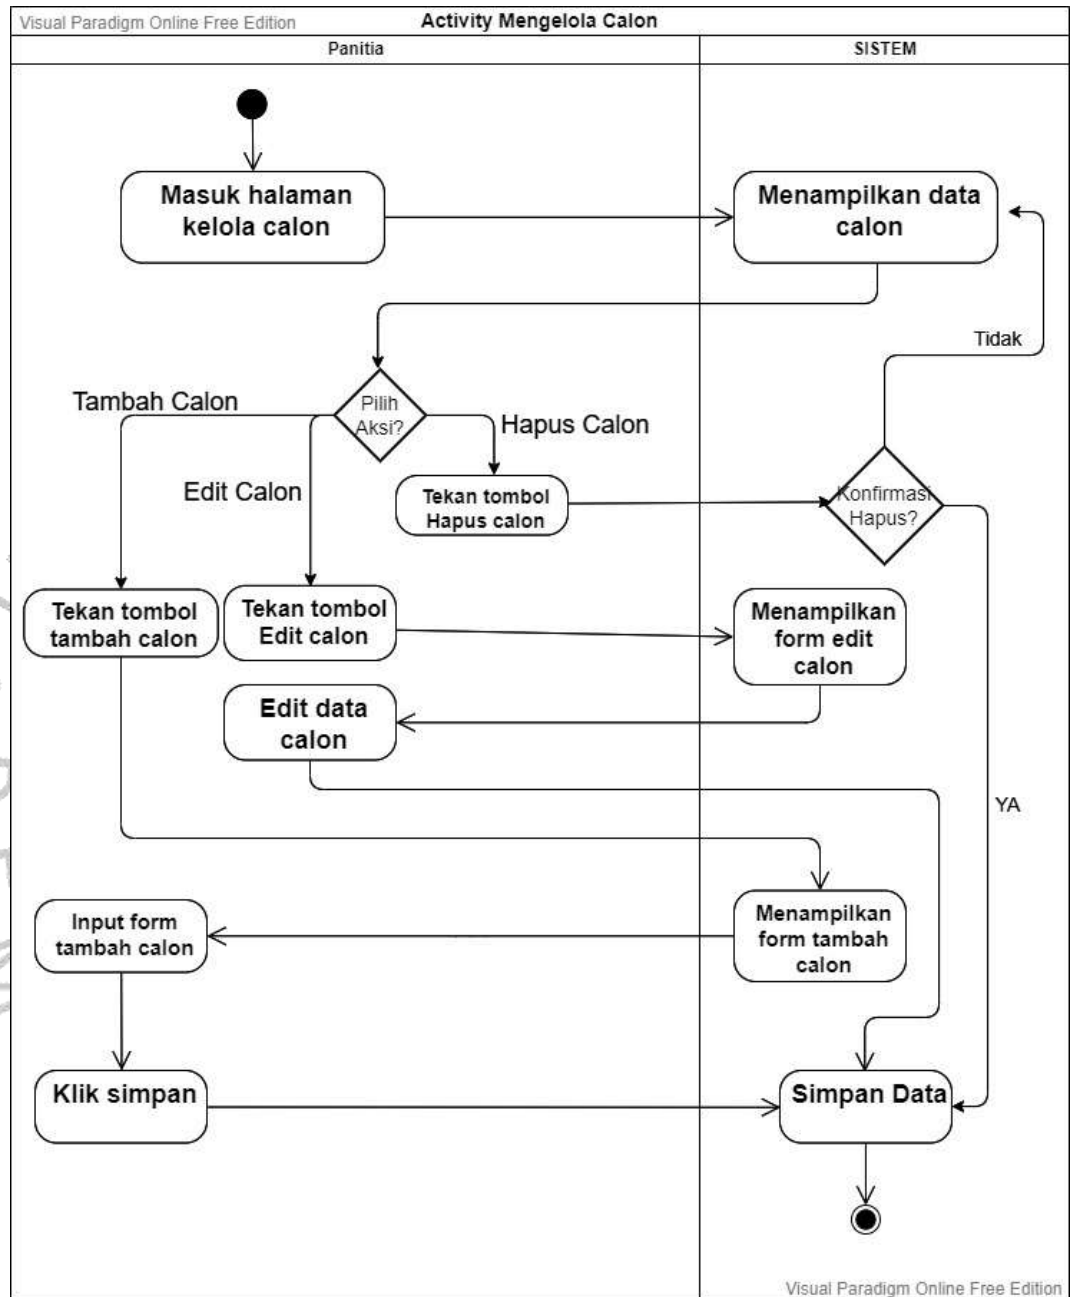 Visual Paradigm Online Free Edition
Activity Mengelola Calon
Panitia
SISTEM
Masuk halaman
kelola calon
Menampilkan data
calon
Tidak
Tambah Calon
Pilih
Aksi?
Hapus Calon
Edit Calon
Tekan tombol
Hapus calon
Konfirmasi
Hapus?
Tekan tombol
tambah calon
Tekan tombol
Edit calon
Menampilkan
form edit
calon
Edit data
calon
YA
Input form
tambah calon
Menampilkan
form tambah
calon
Klik simpan
Simpan Data
Visual Paradigm Online Free Edition